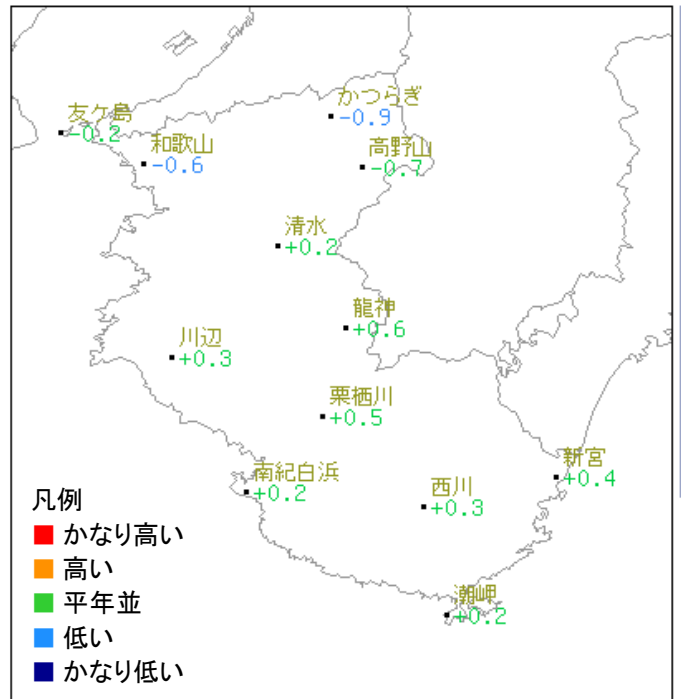 かつらぎ
-0.9
友ケ島
-0.2
和歌山
-0.6
高野山
-0.7
清水
+0.2
龍神
+0.6
川辺
+0.3
栗栖川
+0.5
南紀白浜
+0.2
西川
+0.3
新宮
+0.4
潮岬
+0.2
凡例
かなり高い
高い
平年並
低い
かなり低い